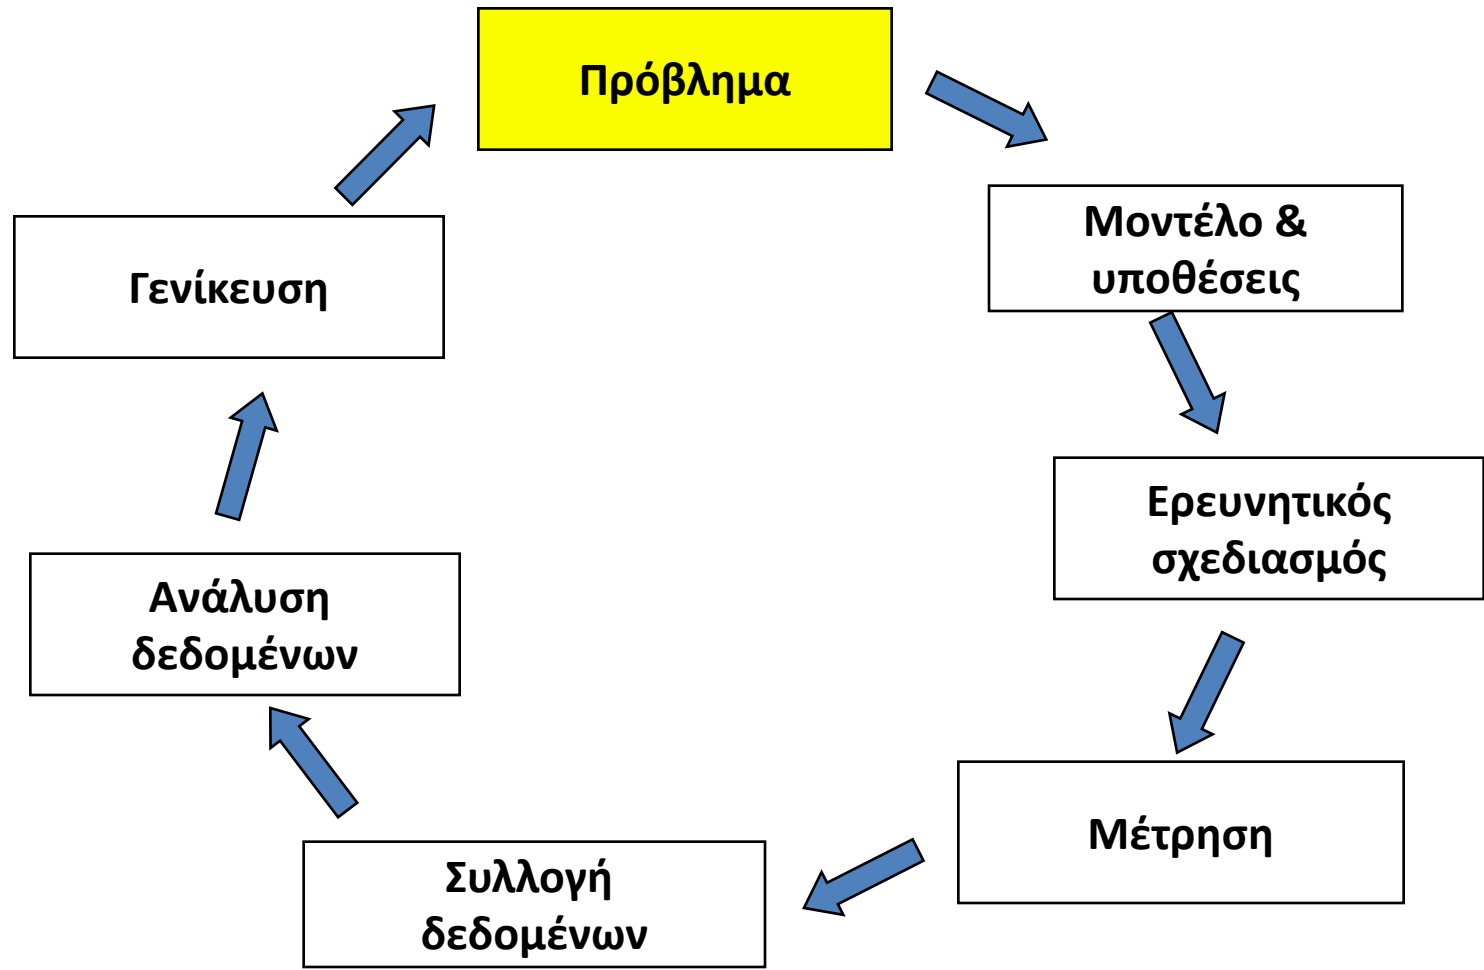 Πρόβλημα
Μοντέλο &
υποθέσεις
Ερευνητικός
σχεδιασμός
Μέτρηση
Συλλογή
δεδομένων
Ανάλυση
δεδομένων
Γενίκευση